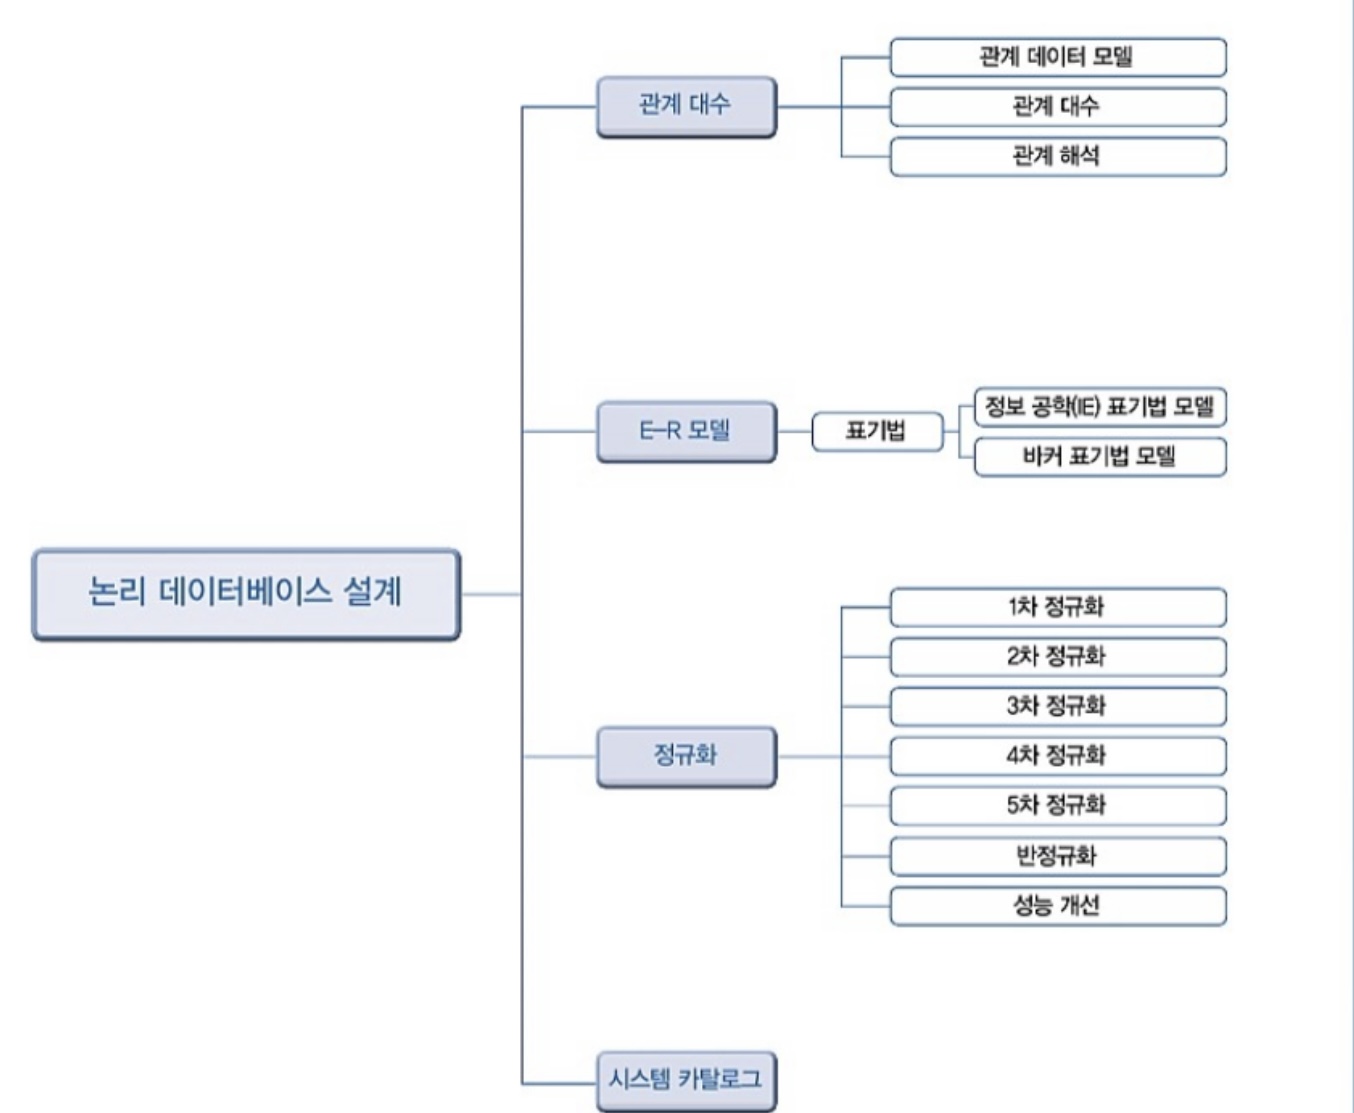 논리 데이터베이스 설계
관계 대수
관계 데이터 모델
관계 대수
관계 해석
E-R 모델
표기법
정보 공학(IE) 표기법 모델
바커 표기법 모델
정규화
1차 정규화
2차 정규화
3차 정규화
4차 정규화
5차 정규화
반정규화
성능 개선
시스템 카탈로그